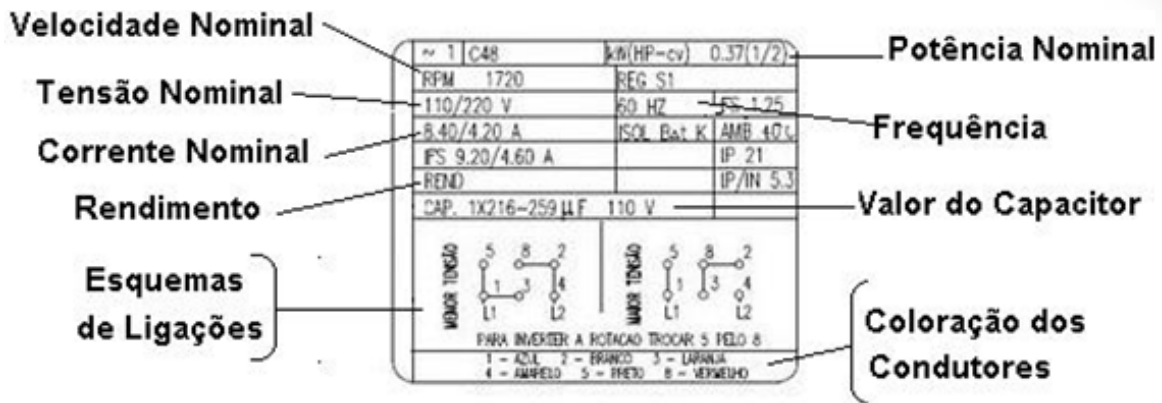 Velocidade Nominal
Tensão Nominal
Corrente Nominal
Rendimento
Esquemas
de Ligações
~ 1 C48 kW(HP-cv) 0.37(1/2)
RPM 1720 REG S1
110/220 V 60 HZ FS 1.25
8.40/4.20 A ISOL AMB 40
IFS 9.20/4.60 A IP 21
REND IP/IN 5.3
CAP. 1X216-259 µF 110 V
MENOR TENSÃO
5 8 2
1 3 4
L1 L2
MAIOR TENSÃO
5 8 2
1 3 4
L1 L2
PARA INVERTER A ROTACAO TROCAR 5 PELO 8
1 - AZUL 2 - BRANCO 3 - LARANJA
4 - AMARELO 5 - PRETO 8 - VERMELHO
Potência Nominal
Frequência
Valor do Capacitor
Coloração dos
Condutores